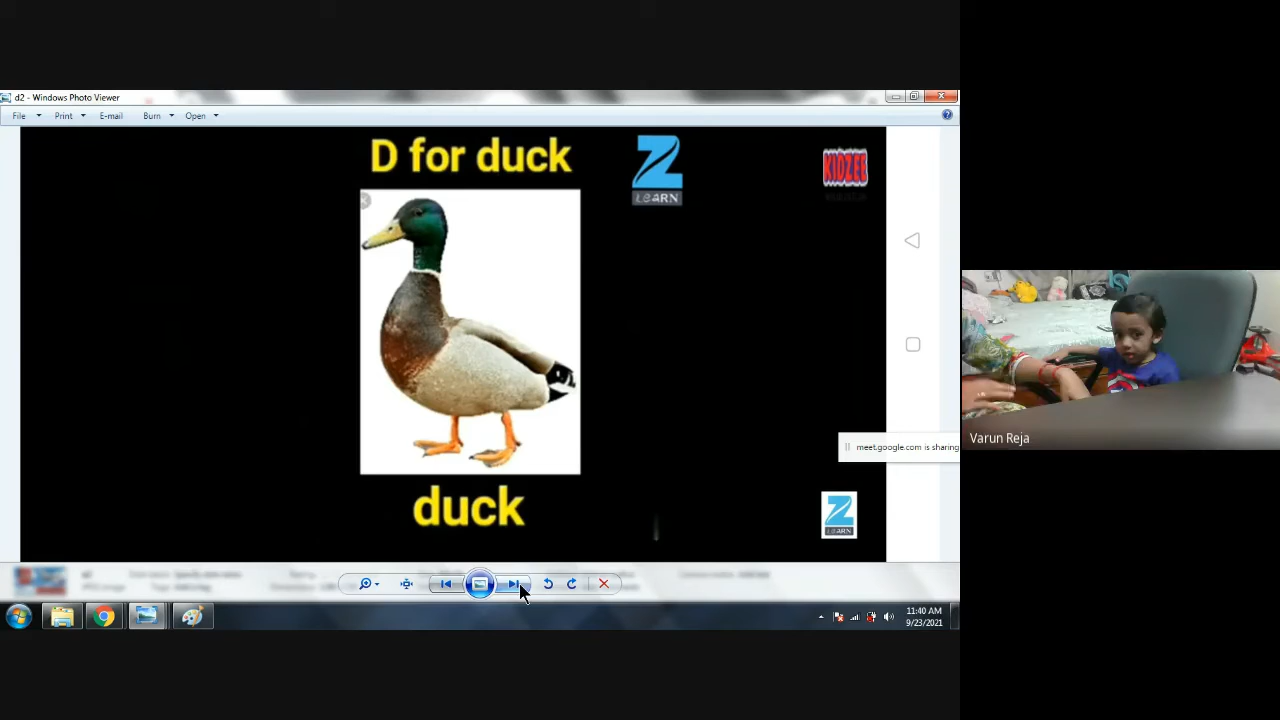 d2 - Windows Photo Viewer
File Print E-mail Burn Open
D for duck
Z
LEARN
KIDZEE
duck
meet.google.com is sharing
Z
LEARN
Varun Reja
11:40 AM
9/23/2021